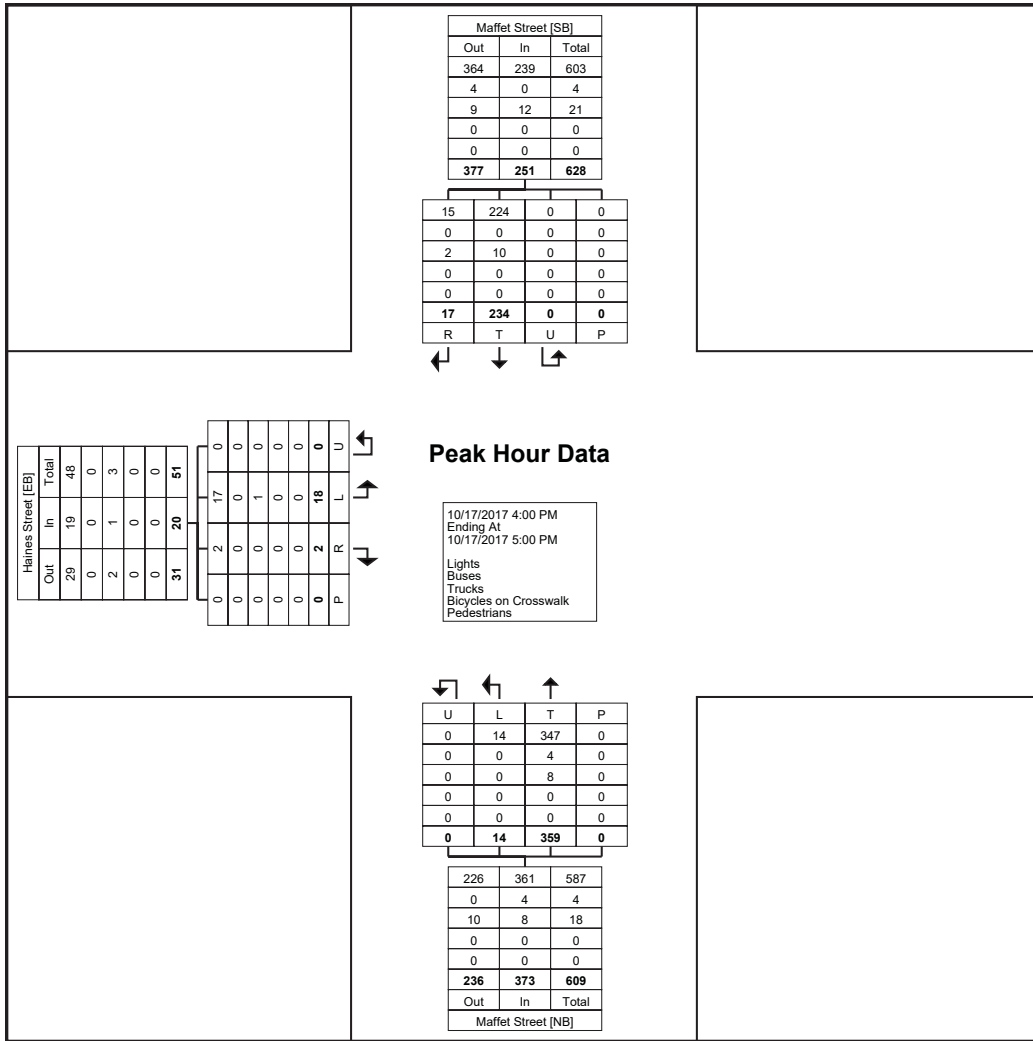 Maffet Street [SB]
Out In Total
364 239 603
4 0 4
9 12 21
0 0 0
0 0 0
377 251 628
15 224 0 0
0 0 0 0
2 10 0 0
0 0 0 0
0 0 0 0
17 234 0 0
R T U P
Haines Street [EB]
Out In Total
29 19 48
0 0 0
2 1 3
0 0 0
0 0 0
31 20 51
0 2 17 0
0 0 0 0
0 0 1 0
0 0 0 0
0 0 0 0
0 2 18 0
P R L U
Peak Hour Data
10/17/2017 4:00 PM
Ending At
10/17/2017 5:00 PM
Lights
Buses
Trucks
Bicycles on Crosswalk
Pedestrians
U L T P
0 14 347 0
0 0 4 0
0 0 8 0
0 0 0 0
0 0 0 0
0 14 359 0
226 361 587
0 4 4
10 8 18
0 0 0
0 0 0
236 373 609
Out In Total
Maffet Street [NB]